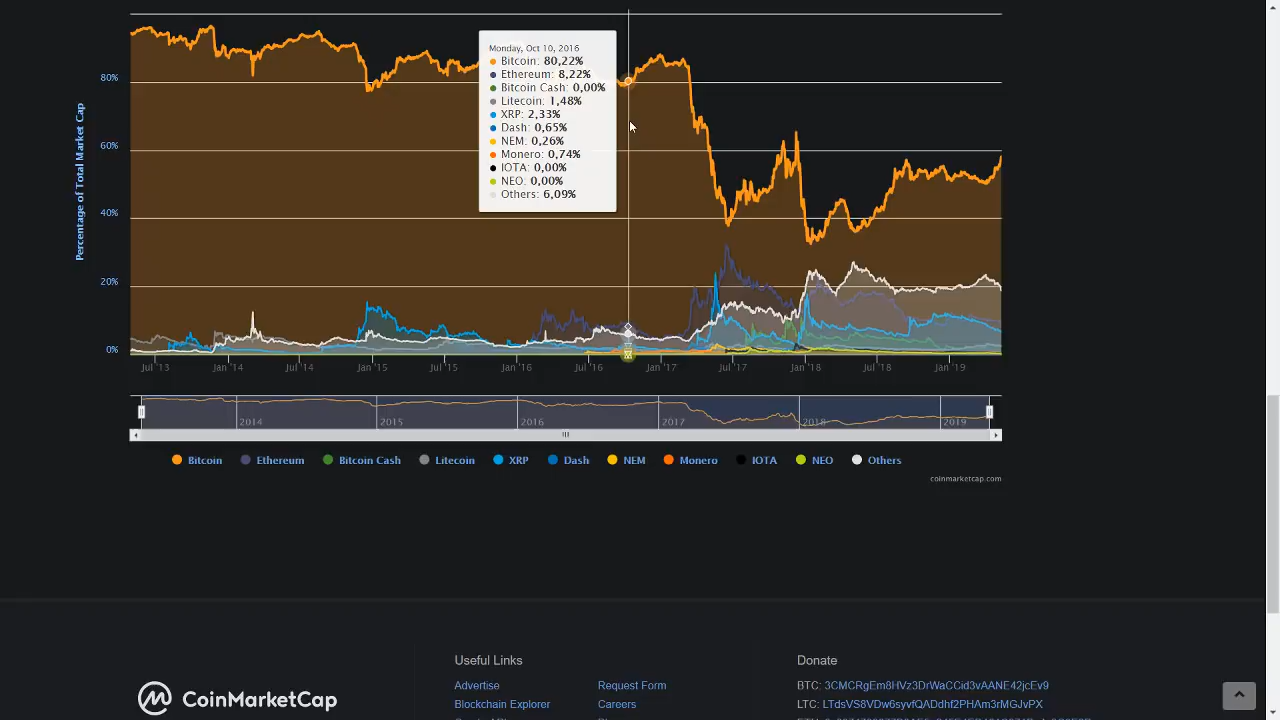 Monday, Oct 10, 2016
Bitcoin: 80,22%
Ethereum: 8,22%
Bitcoin Cash: 0,00%
Litecoin: 1,48%
XRP: 2,33%
Dash: 0,65%
NEM: 0,26%
Monero: 0,74%
IOTA: 0,00%
NEO: 0,00%
Others: 6,09%
Percentage of Total Market Cap
80%
60%
40%
20%
0%
Jul '13 Jan '14 Jul '14 Jan '15 Jul '15 Jan '16 Jul '16 Jan '17 Jul '17 Jan '18 Jul '18 Jan '19
2014 2015 2016 2017 2018 2019
Bitcoin Ethereum Bitcoin Cash Litecoin XRP Dash NEM Monero IOTA NEO Others
coinmarketcap.com
CoinMarketCap
Useful Links
Advertise Request Form
Blockchain Explorer Careers
Donate
BTC: 3CMCRgEm8HVz3DrWaCCid3vAANE42jcEv9
LTC: LTdsVS8VDw6syvfQADdhf2PHAm3rMGJvPX